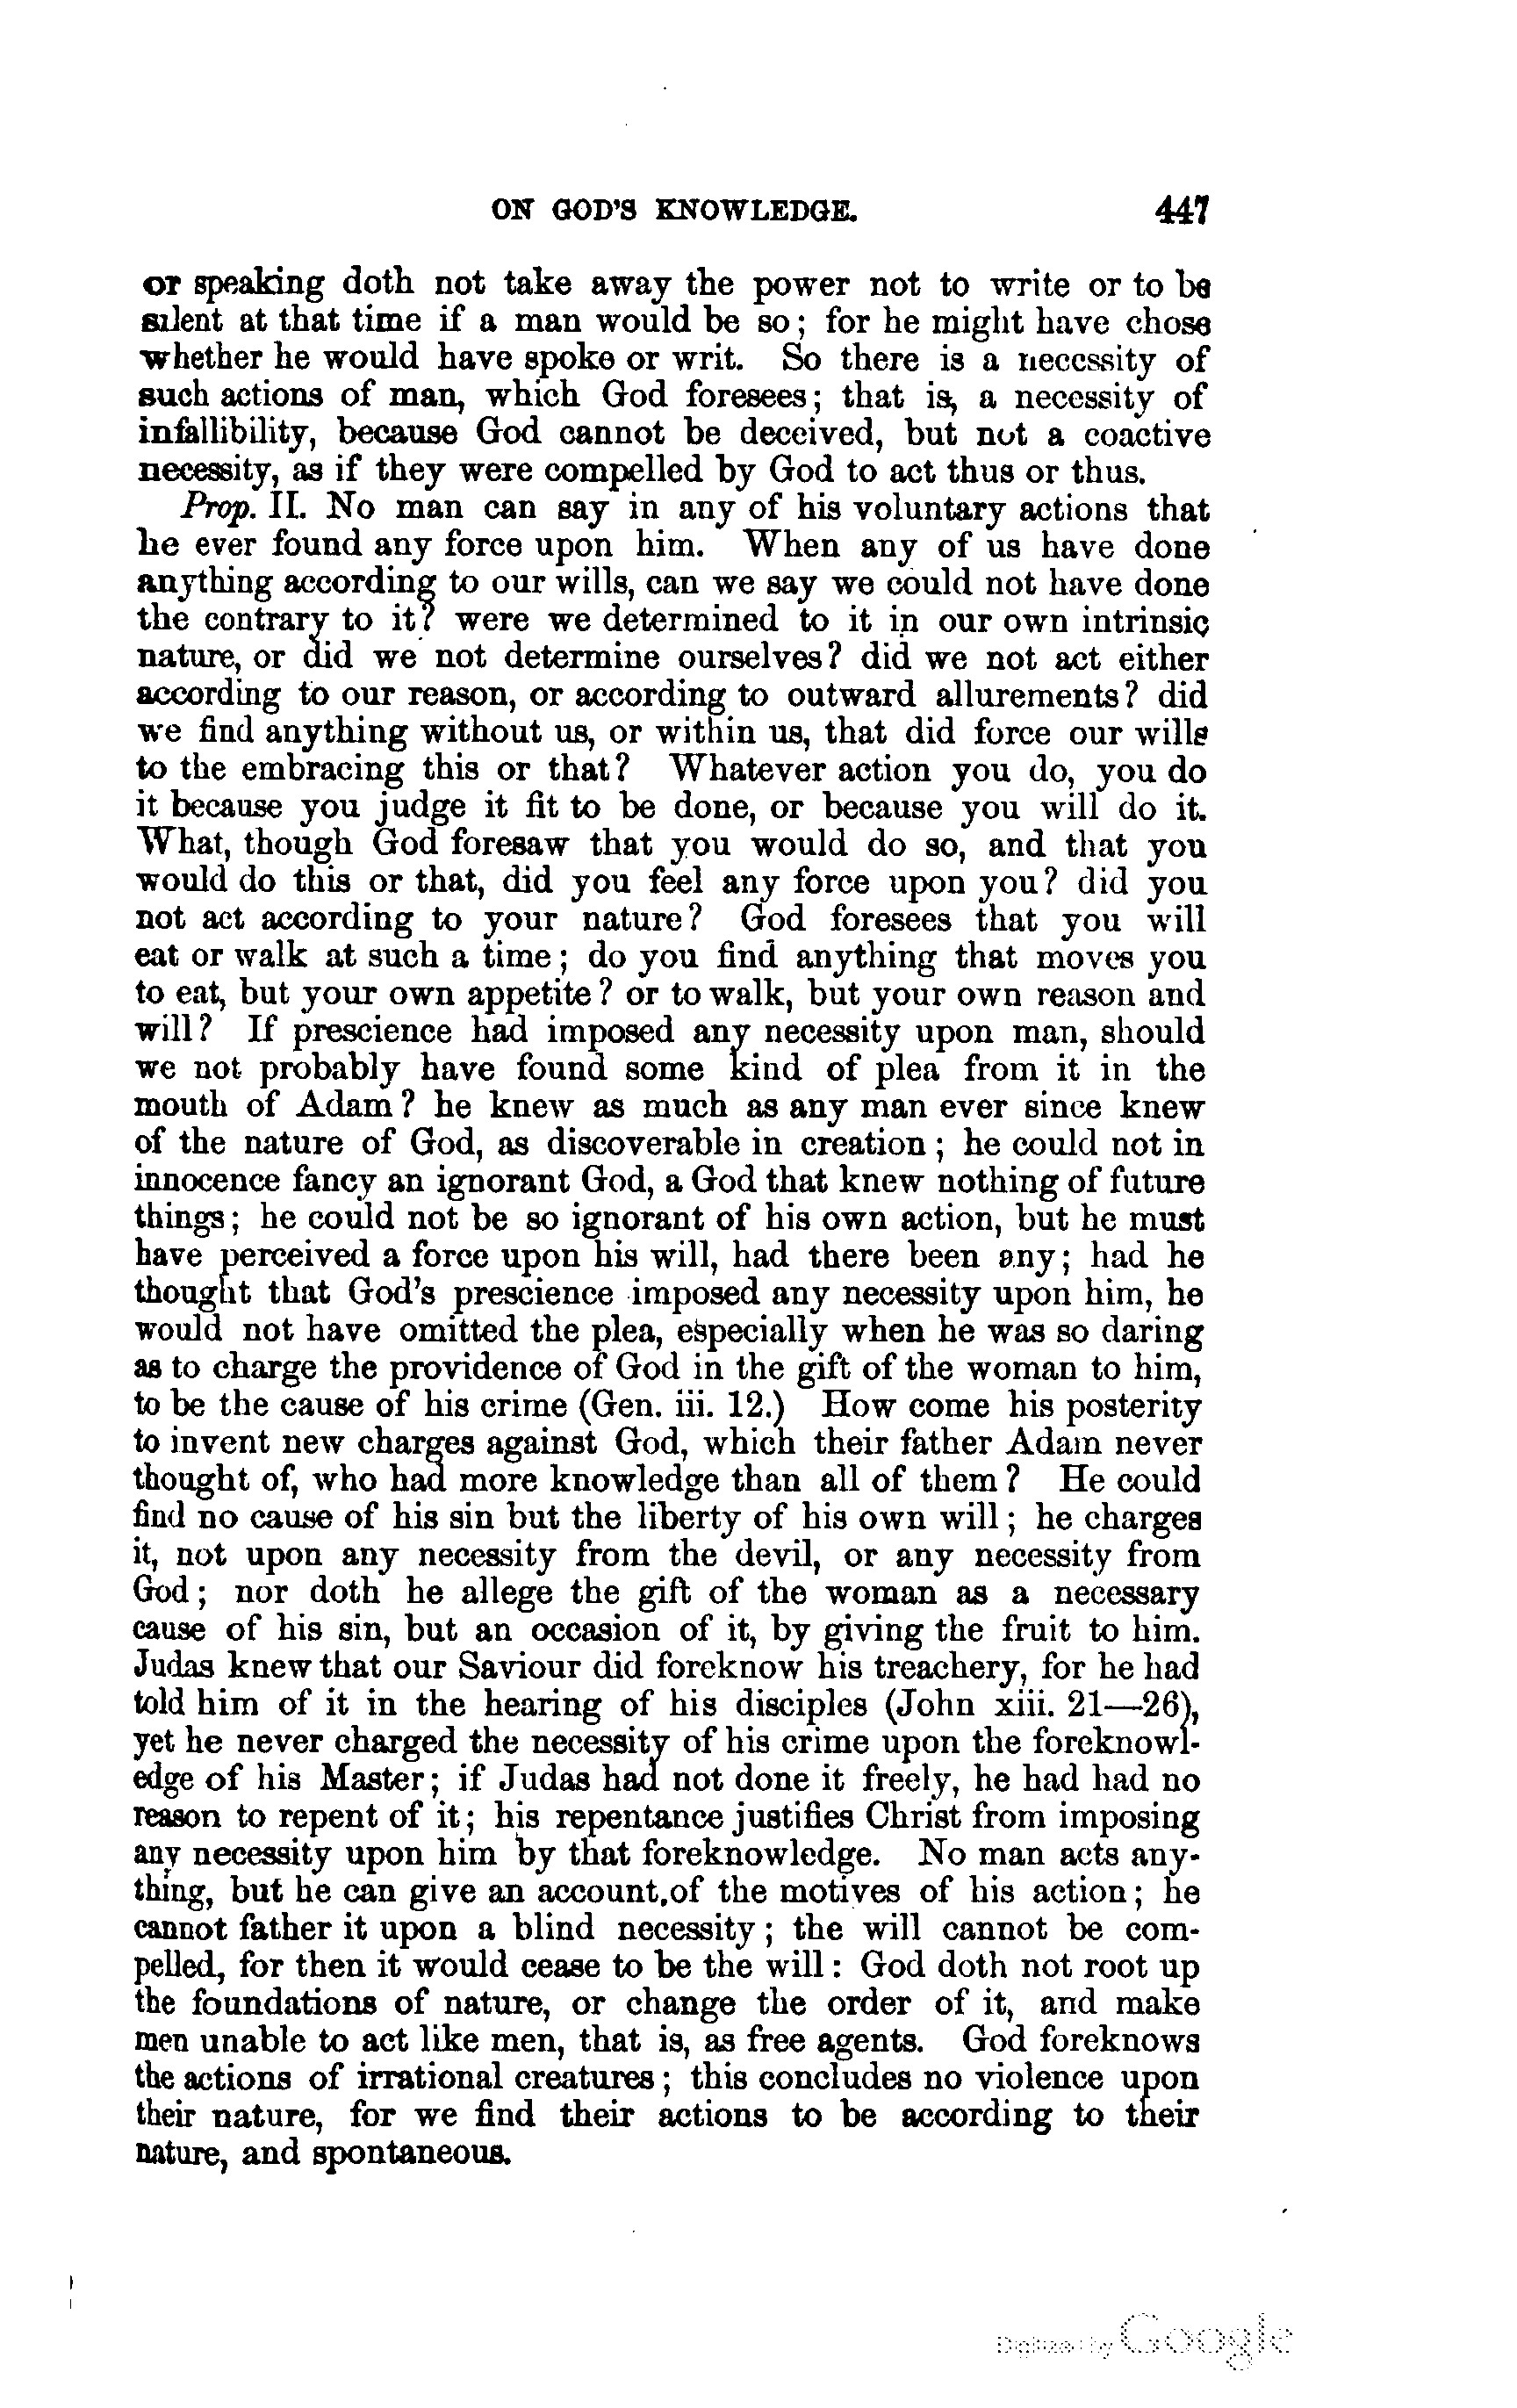 ON GOD'S KNOWLEDGE. 447
or speaking doth not take away the power not to write or to be
silent at that time if a man would be so; for he might have chose
whether he would have spoke or writ. So there is a necessity of
such actions of man, which God foresees; that is, a necessity of
infallibility, because God cannot be deceived, but not a coactive
necessity, as if they were compelled by God to act thus or thus.
Prop. II. No man can say in any of his voluntary actions that
he ever found any force upon him. When any of us have done
anything according to our wills, can we say we could not have done
the contrary to it? were we determined to it in our own intrinsic
nature, or did we not determine ourselves? did we not act either
according to our reason, or according to outward allurements? did
we find anything without us, or within us, that did force our wills
to the embracing this or that? Whatever action you do, you do
it because you judge it fit to be done, or because you will do it.
What, though God foresaw that you would do so, and that you
would do this or that, did you feel any force upon you? did you
not act according to your nature? God foresees that you will
eat or walk at such a time; do you find anything that moves you
to eat, but your own appetite? or to walk, but your own reason and
will? If prescience had imposed any necessity upon man, should
we not probably have found some kind of plea from it in the
mouth of Adam? he knew as much as any man ever since knew
of the nature of God, as discoverable in creation; he could not in
innocence fancy an ignorant God, a God that knew nothing of future
things; he could not be so ignorant of his own action, but he must
have perceived a force upon his will, had there been any; had he
thought that God's prescience imposed any necessity upon him, he
would not have omitted the plea, especially when he was so daring
as to charge the providence of God in the gift of the woman to him,
to be the cause of his crime (Gen. iii. 12.) How come his posterity
to invent new charges against God, which their father Adam never
thought of, who had more knowledge than all of them? He could
find no cause of his sin but the liberty of his own will; he charges
it, not upon any necessity from the devil, or any necessity from
God; nor doth he allege the gift of the woman as a necessary
cause of his sin, but an occasion of it, by giving the fruit to him.
Judas knew that our Saviour did foreknow his treachery, for he had
told him of it in the hearing of his disciples (John xiii. 21—26),
yet he never charged the necessity of his crime upon the foreknowl-
edge of his Master; if Judas had not done it freely, he had had no
reason to repent of it; his repentance justifies Christ from imposing
any necessity upon him by that foreknowledge. No man acts any-
thing, but he can give an account of the motives of his action; he
cannot father it upon a blind necessity; the will cannot be com-
pelled, for then it would cease to be the will: God doth not root up
the foundations of nature, or change the order of it, and make
men unable to act like men, that is, as free agents. God foreknows
the actions of irrational creatures; this concludes no violence upon
their nature, for we find their actions to be according to their
nature, and spontaneous.
Digitized by Google